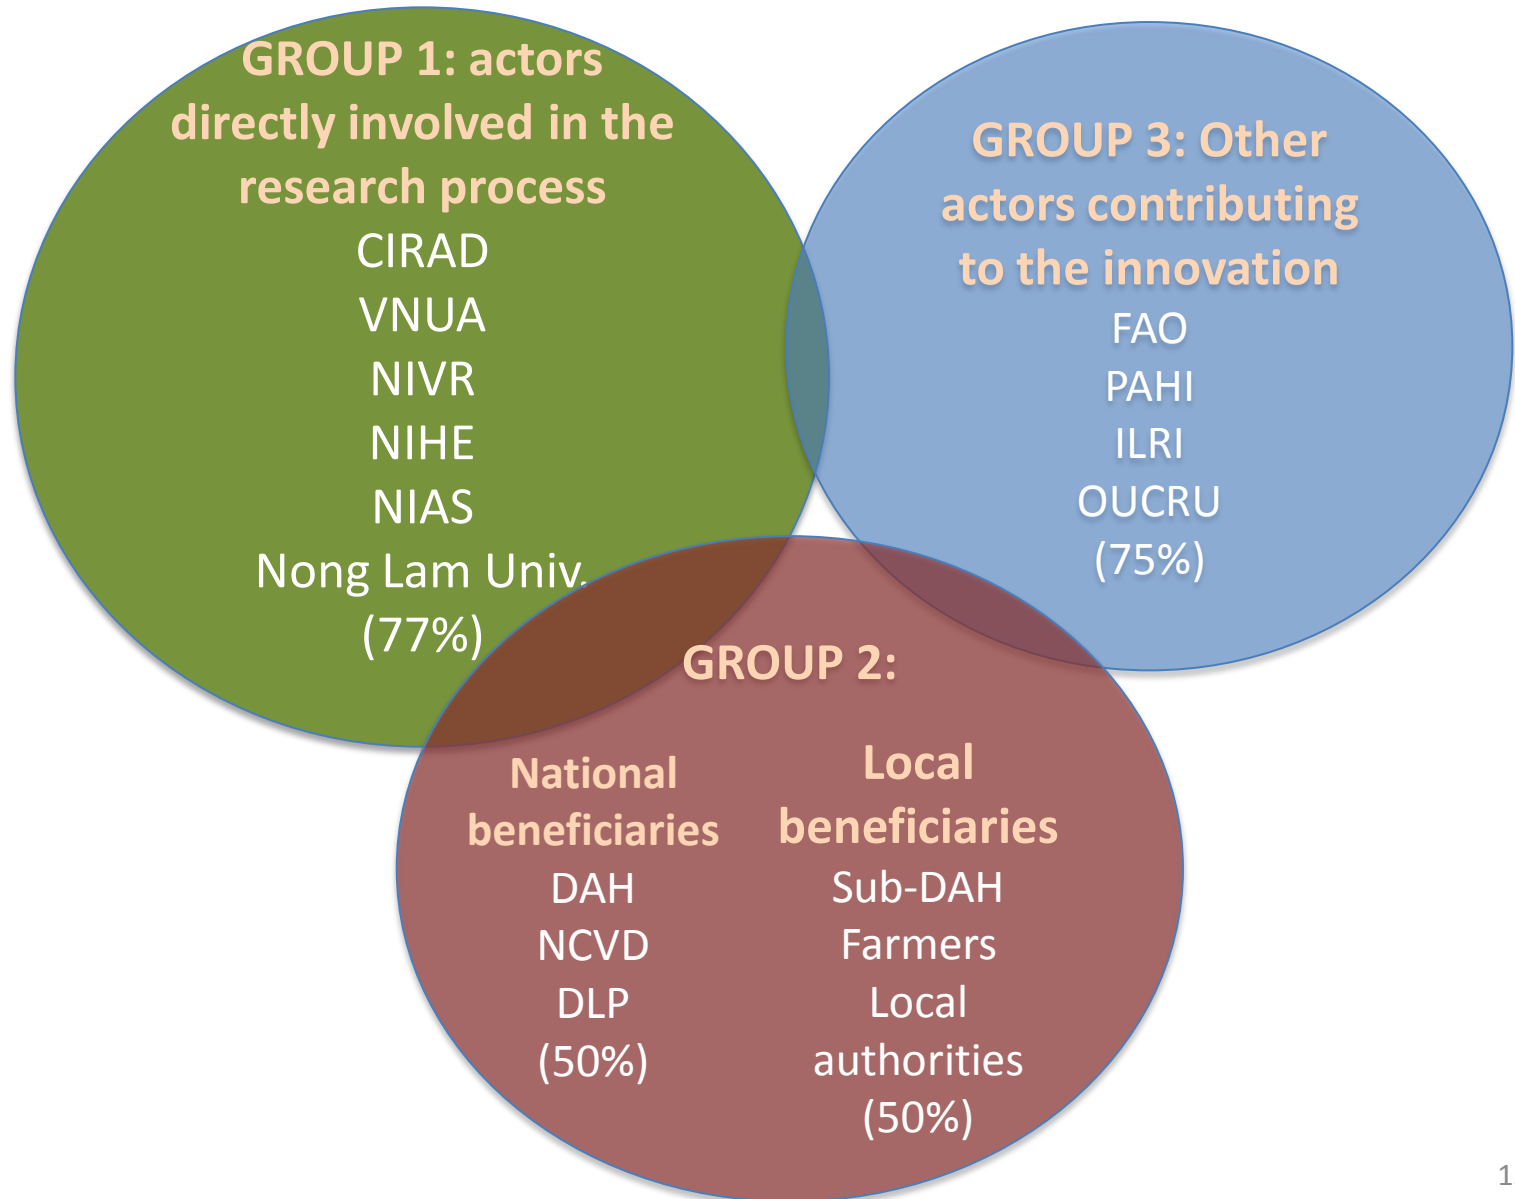 GROUP 1: actors
directly involved in the
research process
CIRAD
VNUA
NIVR
NIHE
NIAS
Nong Lam Univ.
(77%)
GROUP 3: Other
actors contributing
to the innovation
FAO
PAHI
ILRI
OUCRU
(75%)
GROUP 2:
National
beneficiaries
DAH
NCVD
DLP
(50%)
Local
beneficiaries
Sub-DAH
Farmers
Local
authorities
(50%)
1